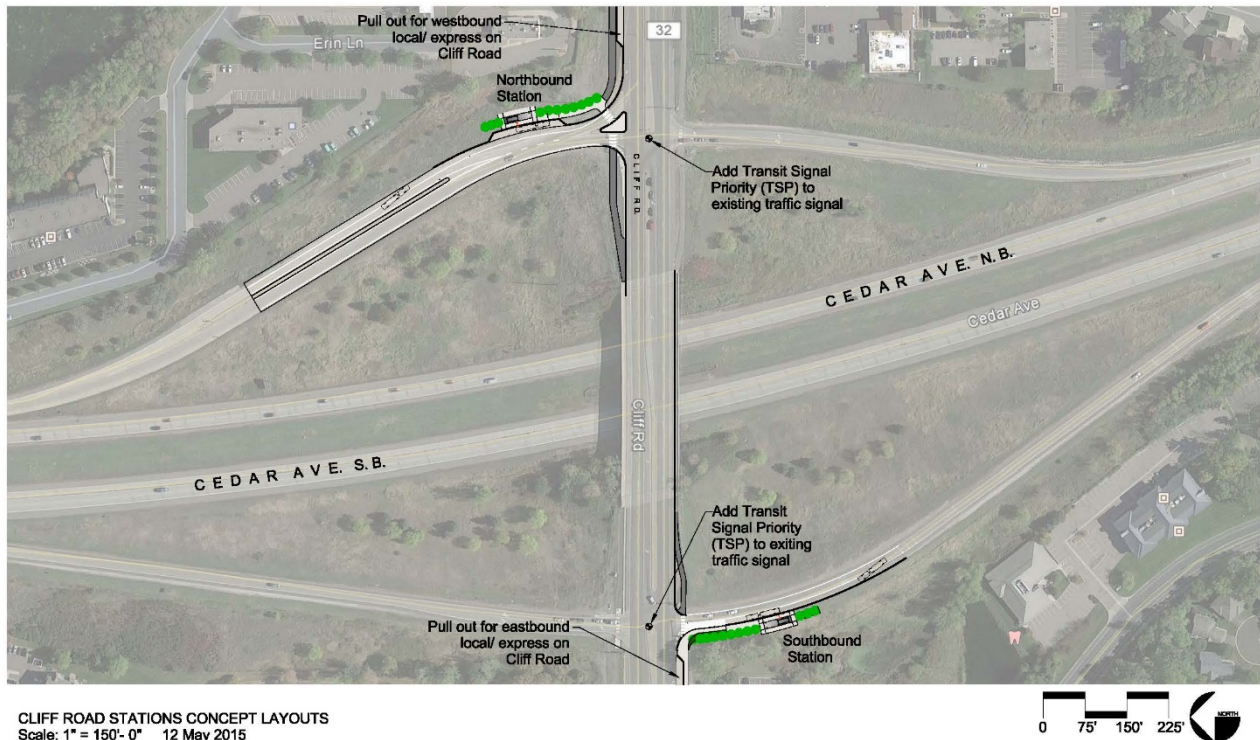 Pull out for westbound
local/ express on
Cliff Road
Erin Ln
32
Northbound
Station
CLIFF RD.
Add Transit Signal
Priority (TSP) to
existing traffic signal
CEDAR AVE. N.B.
Cedar Ave
Cliff Rd
CEDAR AVE. S.B.
Add Transit
Signal Priority
(TSP) to exiting
traffic signal
Pull out for eastbound
local/ express on
Cliff Road
Southbound
Station
CLIFF ROAD STATIONS CONCEPT LAYOUTS
Scale: 1" = 150'- 0" 12 May 2015
0 75' 150' 225'
NORTH